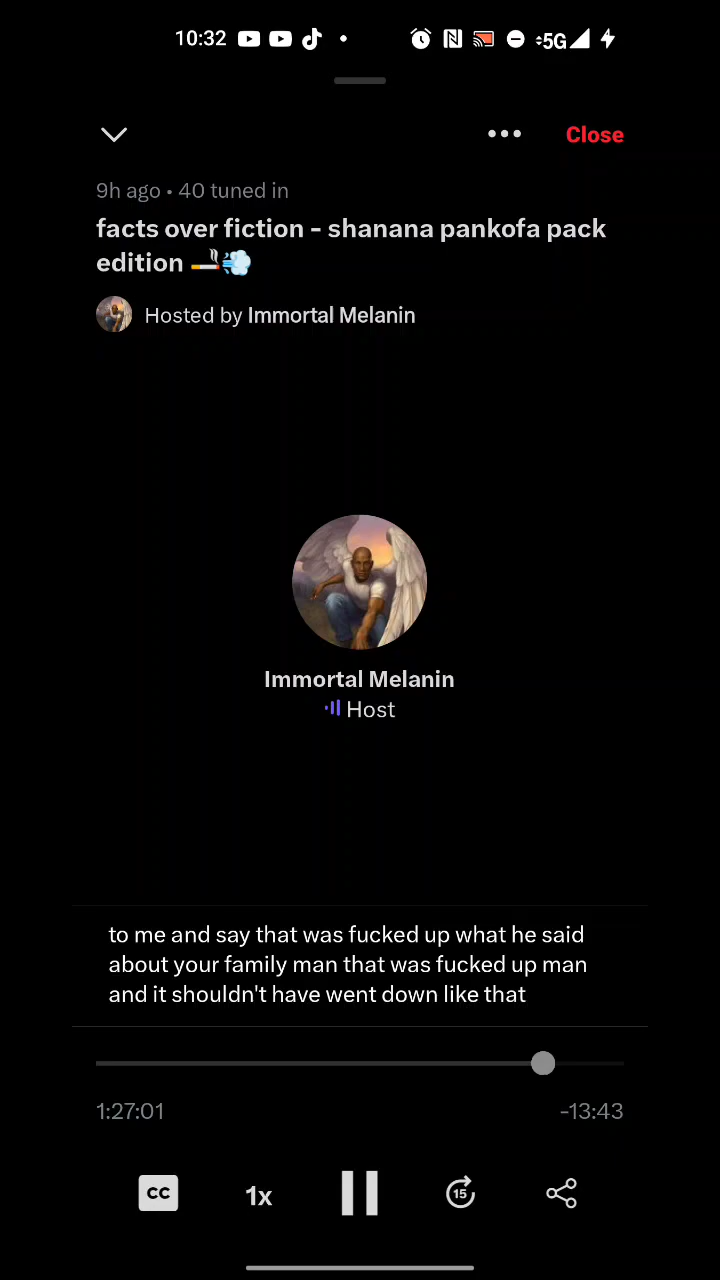 10:32 5G
Close
9h ago • 40 tuned in
facts over fiction - shanana pankofa pack
edition 🚬💨
Hosted by Immortal Melanin
Immortal Melanin
Host
to me and say that was fucked up what he said
about your family man that was fucked up man
and it shouldn't have went down like that
1:27:01 -13:43
CC 1x 15